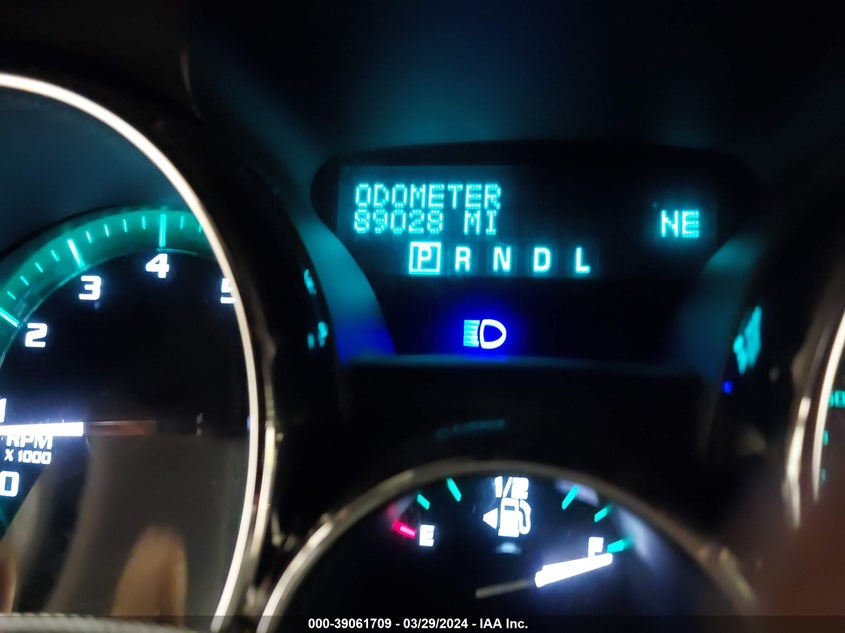 ODOMETER
89028 MI
NE
P R N D L
5
4
3
2
1
RPM
X 1000
0
1/2
E
F
000-39061709 - 03/29/2024 - IAA Inc.